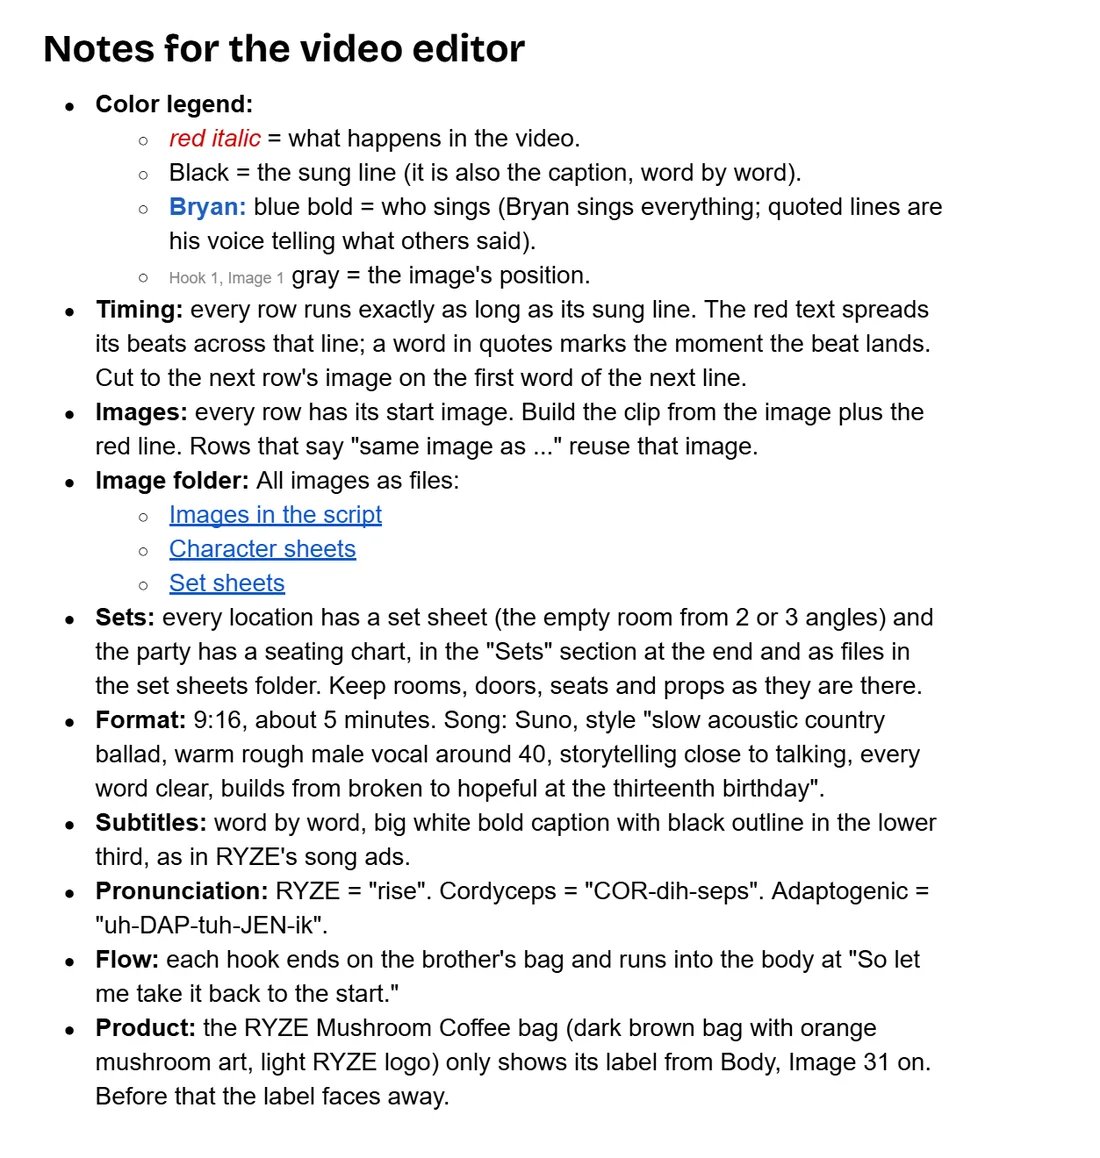 Notes for the video editor
Color legend:
red italic = what happens in the video.
Black = the sung line (it is also the caption, word by word).
Bryan: blue bold = who sings (Bryan sings everything; quoted lines are
his voice telling what others said).
Hook 1, Image 1 gray = the image's position.
Timing: every row runs exactly as long as its sung line. The red text spreads
its beats across that line; a word in quotes marks the moment the beat lands.
Cut to the next row's image on the first word of the next line.
Images: every row has its start image. Build the clip from the image plus the
red line. Rows that say "same image as ..." reuse that image.
Image folder: All images as files:
Images in the script
Character sheets
Set sheets
Sets: every location has a set sheet (the empty room from 2 or 3 angles) and
the party has a seating chart, in the "Sets" section at the end and as files in
the set sheets folder. Keep rooms, doors, seats and props as they are there.
Format: 9:16, about 5 minutes. Song: Suno, style "slow acoustic country
ballad, warm rough male vocal around 40, storytelling close to talking, every
word clear, builds from broken to hopeful at the thirteenth birthday".
Subtitles: word by word, big white bold caption with black outline in the lower
third, as in RYZE's song ads.
Pronunciation: RYZE = "rise". Cordyceps = "COR-dih-seps". Adaptogenic =
"uh-DAP-tuh-JEN-ik".
Flow: each hook ends on the brother's bag and runs into the body at "So let
me take it back to the start."
Product: the RYZE Mushroom Coffee bag (dark brown bag with orange
mushroom art, light RYZE logo) only shows its label from Body, Image 31 on.
Before that the label faces away.